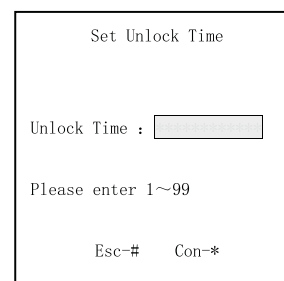 Set Unlock Time
Unlock Time :
Please enter 1～99
Esc-# Con-*